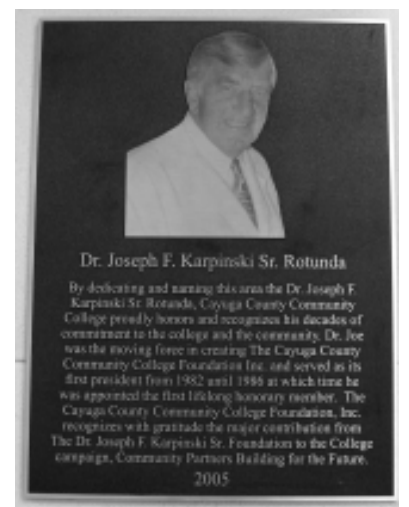 Dr. Joseph F. Karpinski Sr. Rotunda
By dedicating and naming this area the Dr. Joseph F.
Karpinski Sr. Rotunda, Cayuga County Community
College proudly honors and recognizes his decades of
commitment to the college and the community. Dr. Joe
was the moving force in creating The Cayuga County
Community College Foundation Inc. and served as its
first president from 1982 until 1986 at which time he
was appointed the first lifelong honorary member. The
Cayuga County Community College Foundation, Inc.
recognizes with gratitude the major contribution from
The Dr. Joseph F. Karpinski Sr. Foundation to the College
campaign, Community Partners Building for the Future.
2005